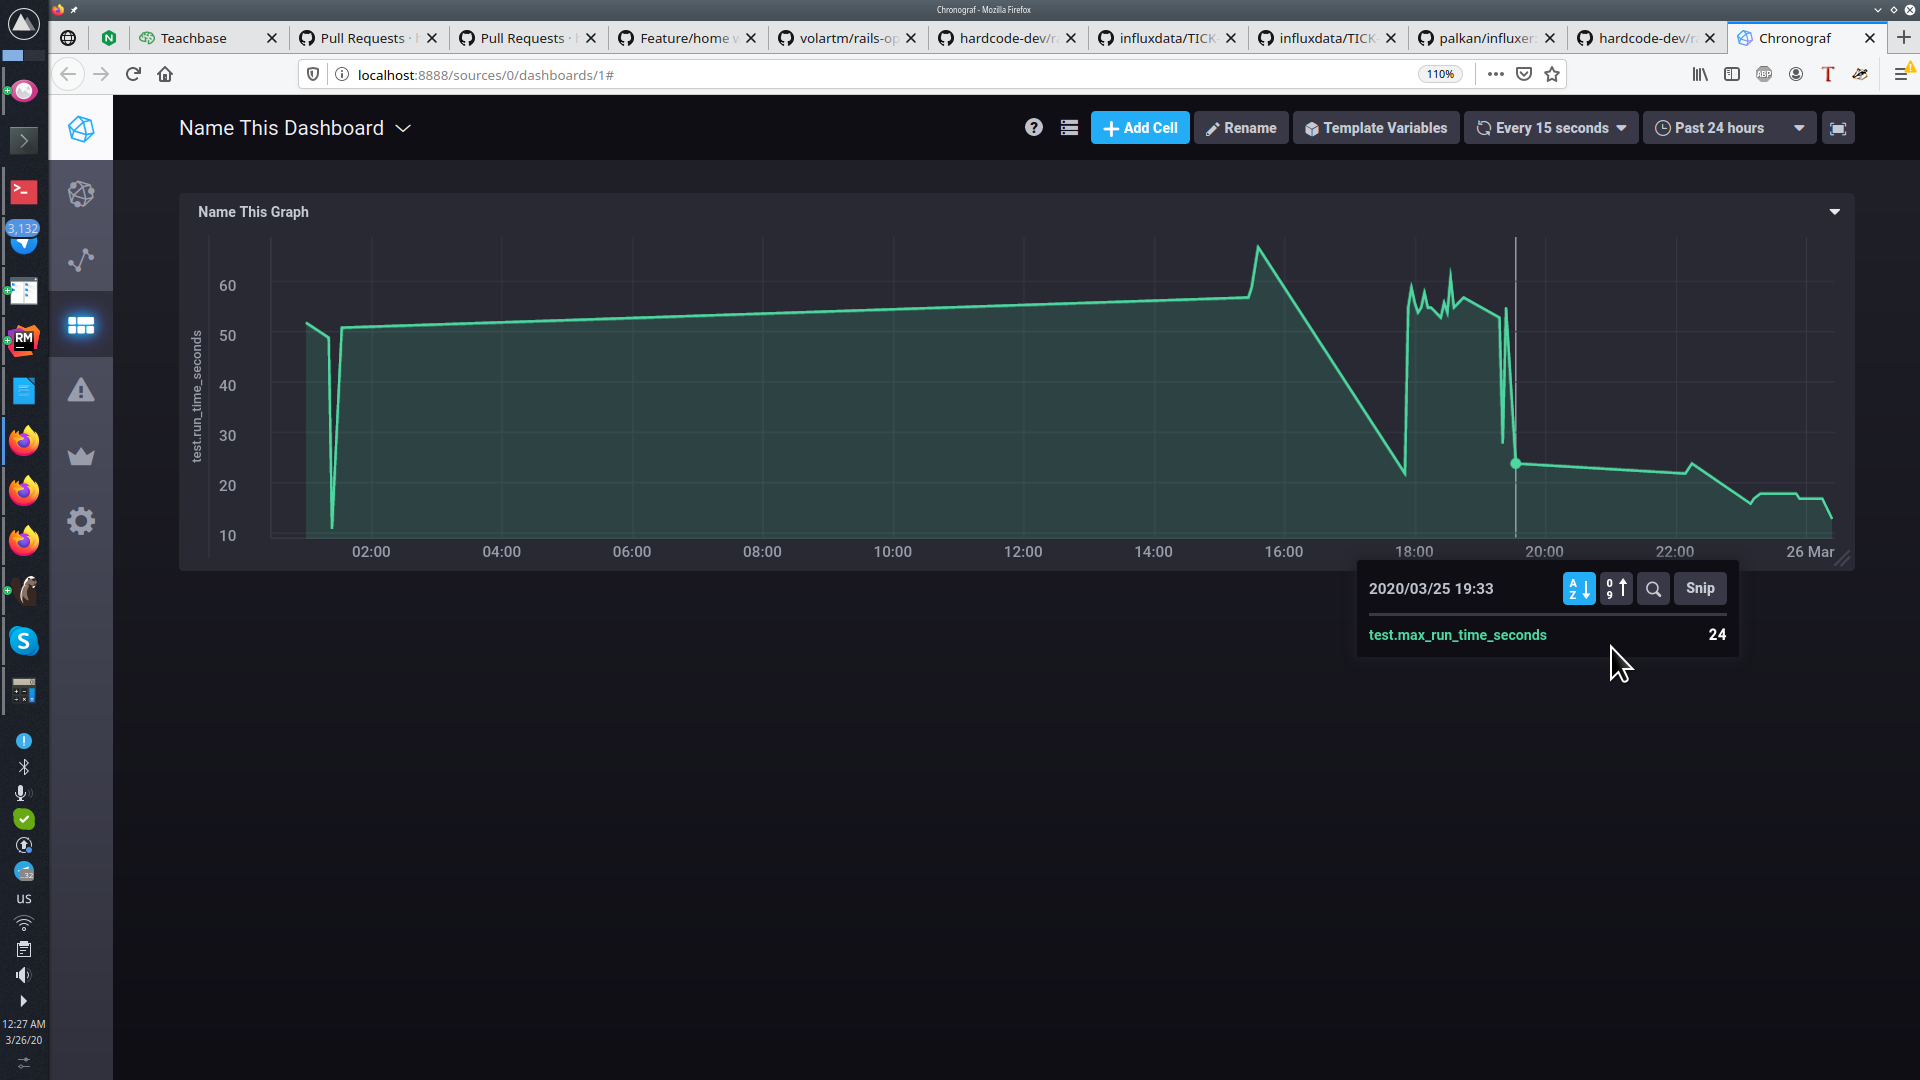 Chronograf - Mozilla Firefox
Teachbase
Pull Requests ·
Pull Requests ·
Feature/home
volartm/rails-op
hardcode-dev/r
influxdata/TICK-
influxdata/TICK-
palkan/influxer
hardcode-dev/r
Chronograf
localhost:8888/sources/0/dashboards/1#
110%
ABP
T
Name This Dashboard
?
Add Cell
Rename
Template Variables
Every 15 seconds
Past 24 hours
Name This Graph
test.run_time_seconds
60
50
40
30
20
10
02:00
04:00
06:00
08:00
10:00
12:00
14:00
16:00
18:00
20:00
22:00
26 Mar
2020/03/25 19:33
A
Z
0
9
Snip
test.max_run_time_seconds
24
3,132
RM
S
us
12:27 AM
3/26/20